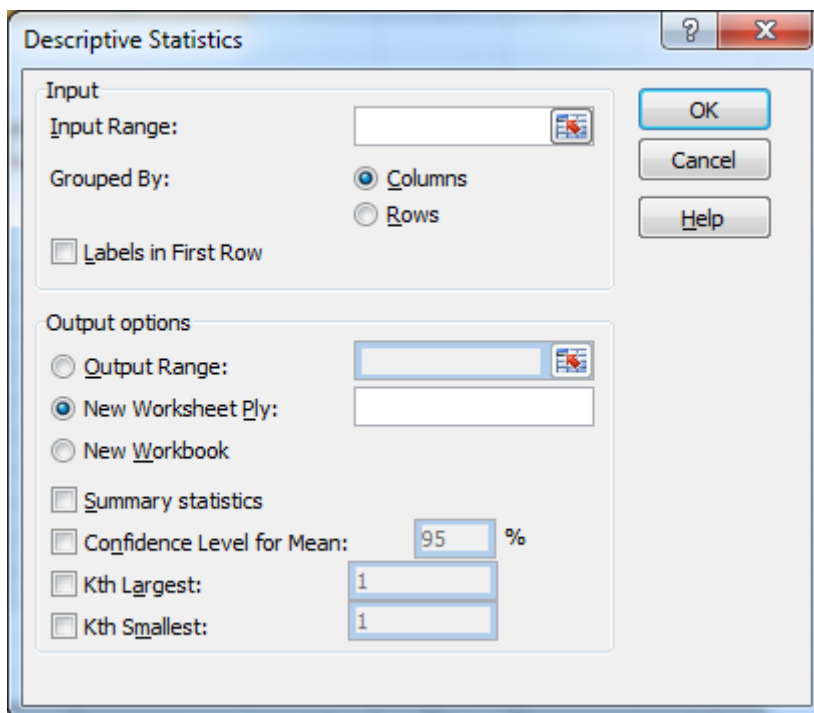 Descriptive Statistics
Input
Input Range:
Grouped By:
Columns
Rows
Labels in First Row
OK
Cancel
Help
Output options
Output Range:
New Worksheet Ply:
New Workbook
Summary statistics
Confidence Level for Mean: 95 %
Kth Largest: 1
Kth Smallest: 1